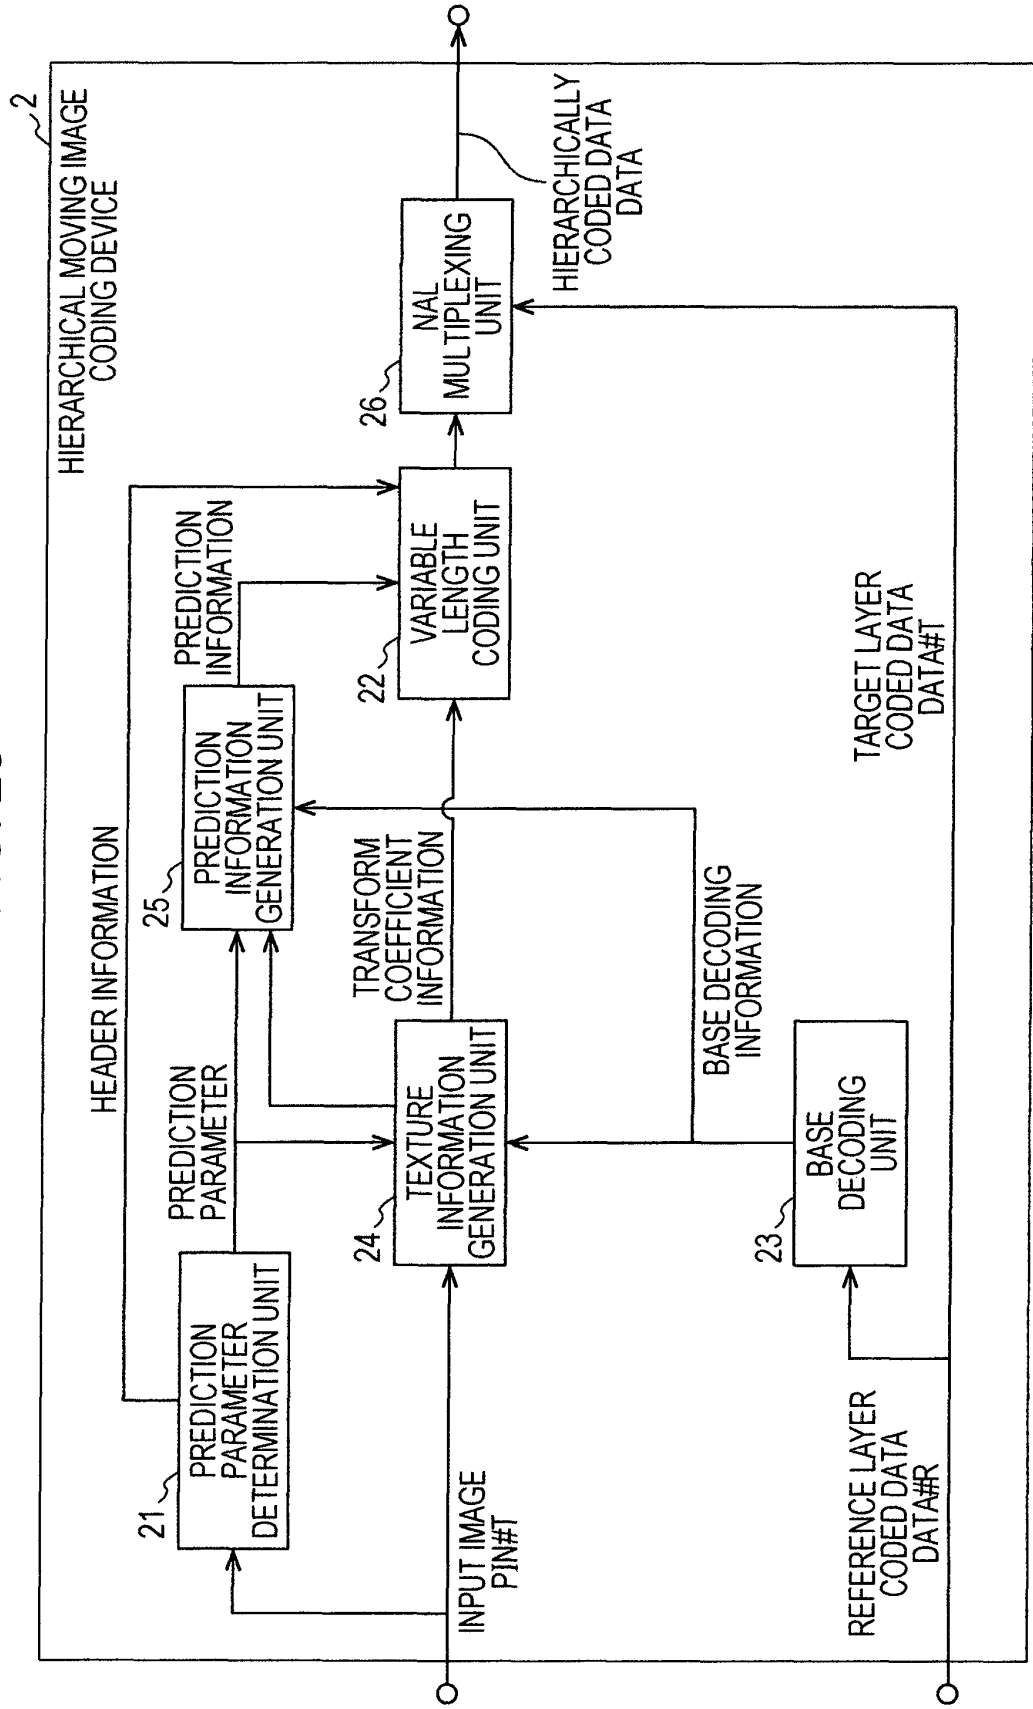 2
HIERARCHICAL MOVING IMAGE
CODING DEVICE
HEADER INFORMATION
21
PREDICTION
PARAMETER
DETERMINATION UNIT
PREDICTION
PARAMETER
25
PREDICTION
INFORMATION
GENERATION UNIT
PREDICTION
INFORMATION
INPUT IMAGE
PIN#T
24
TEXTURE
INFORMATION
GENERATION UNIT
TRANSFORM
COEFFICIENT
INFORMATION
22
VARIABLE
LENGTH
CODING UNIT
26
NAL
MULTIPLEXING
UNIT
HIERARCHICALLY
CODED DATA
DATA
BASE DECODING
INFORMATION
23
BASE
DECODING
UNIT
REFERENCE LAYER
CODED DATA
DATA#R
TARGET LAYER
CODED DATA
DATA#T